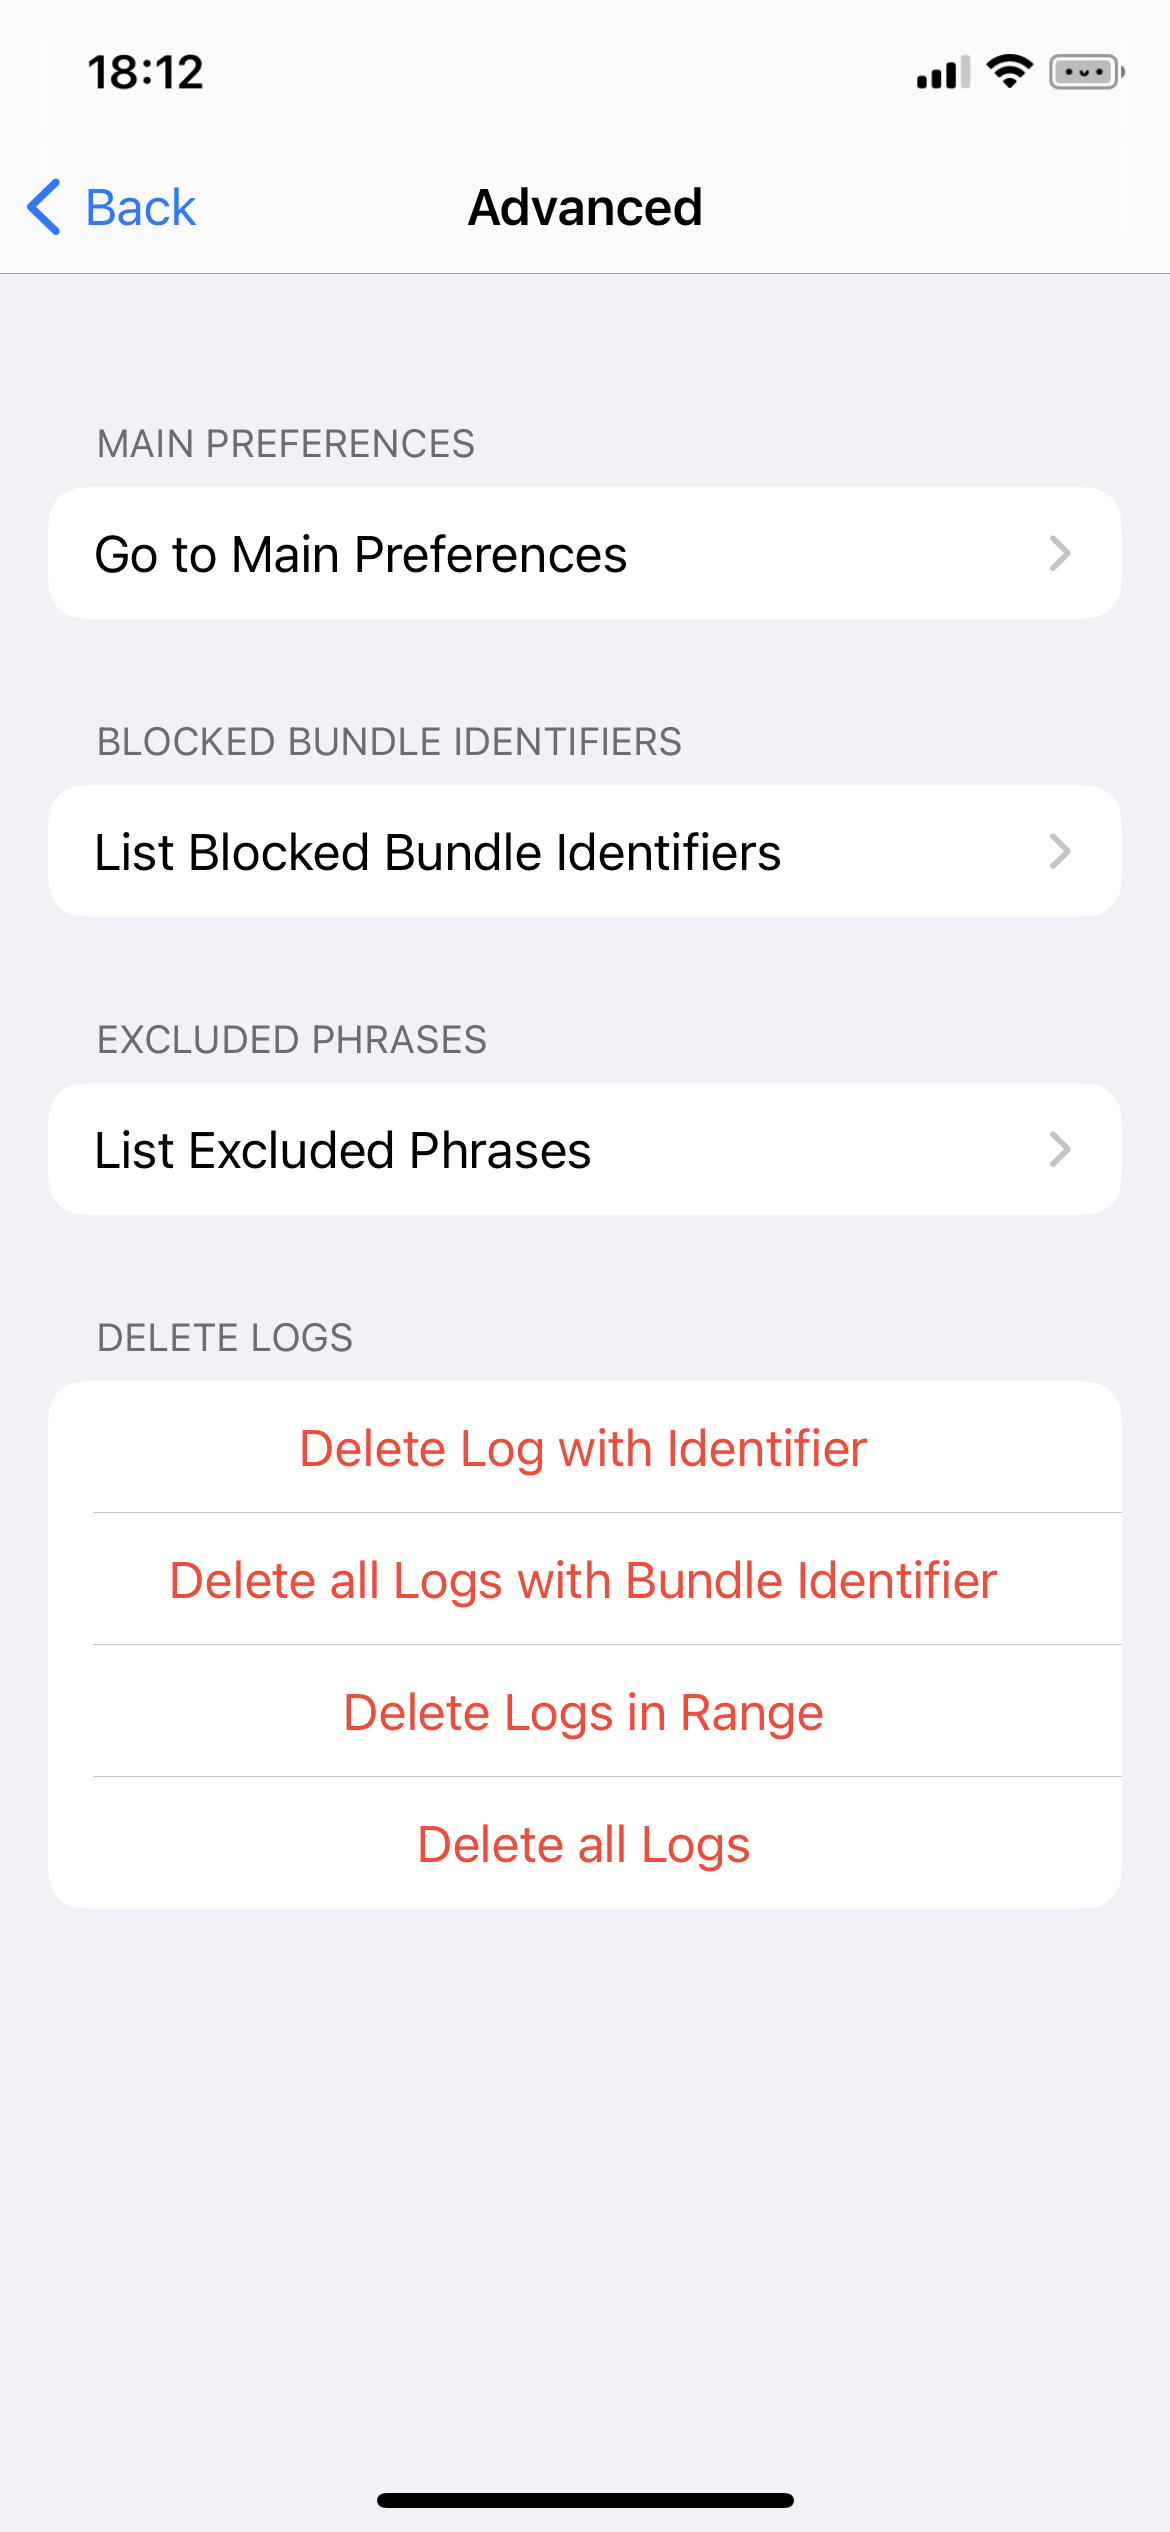 18:12
Back
Advanced
MAIN PREFERENCES
Go to Main Preferences
BLOCKED BUNDLE IDENTIFIERS
List Blocked Bundle Identifiers
EXCLUDED PHRASES
List Excluded Phrases
DELETE LOGS
Delete Log with Identifier
Delete all Logs with Bundle Identifier
Delete Logs in Range
Delete all Logs